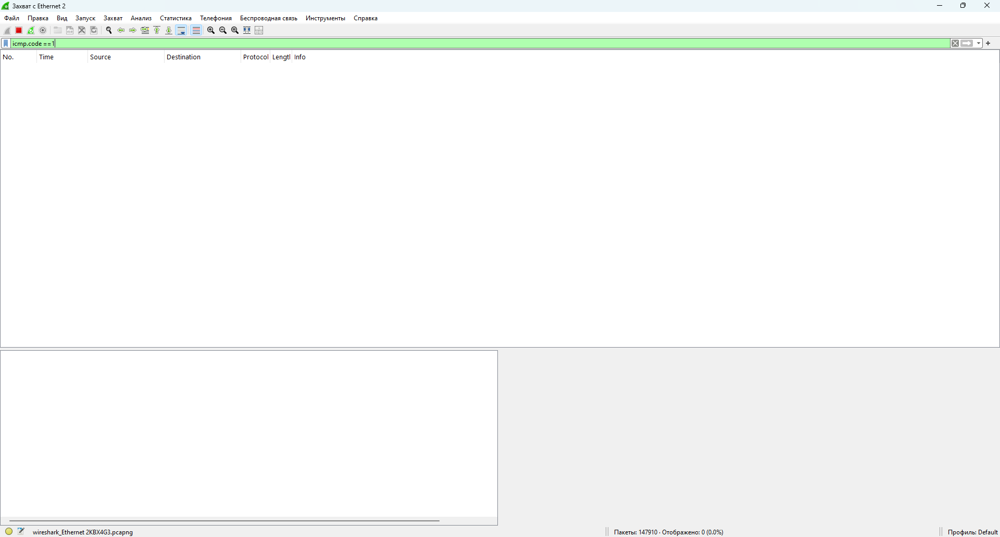 Захват с Ethernet 2
Файл Правка Вид Запуск Захват Анализ Статистика Телефония Беспроводная связь Инструменты Справка
icmp.code ==1
No. Time Source Destination Protocol Lengtl Info
wireshark_Ethernet 2KBX4G3.pcapng Пакеты: 147910 · Отображено: 0 (0.0%) Профиль: Default